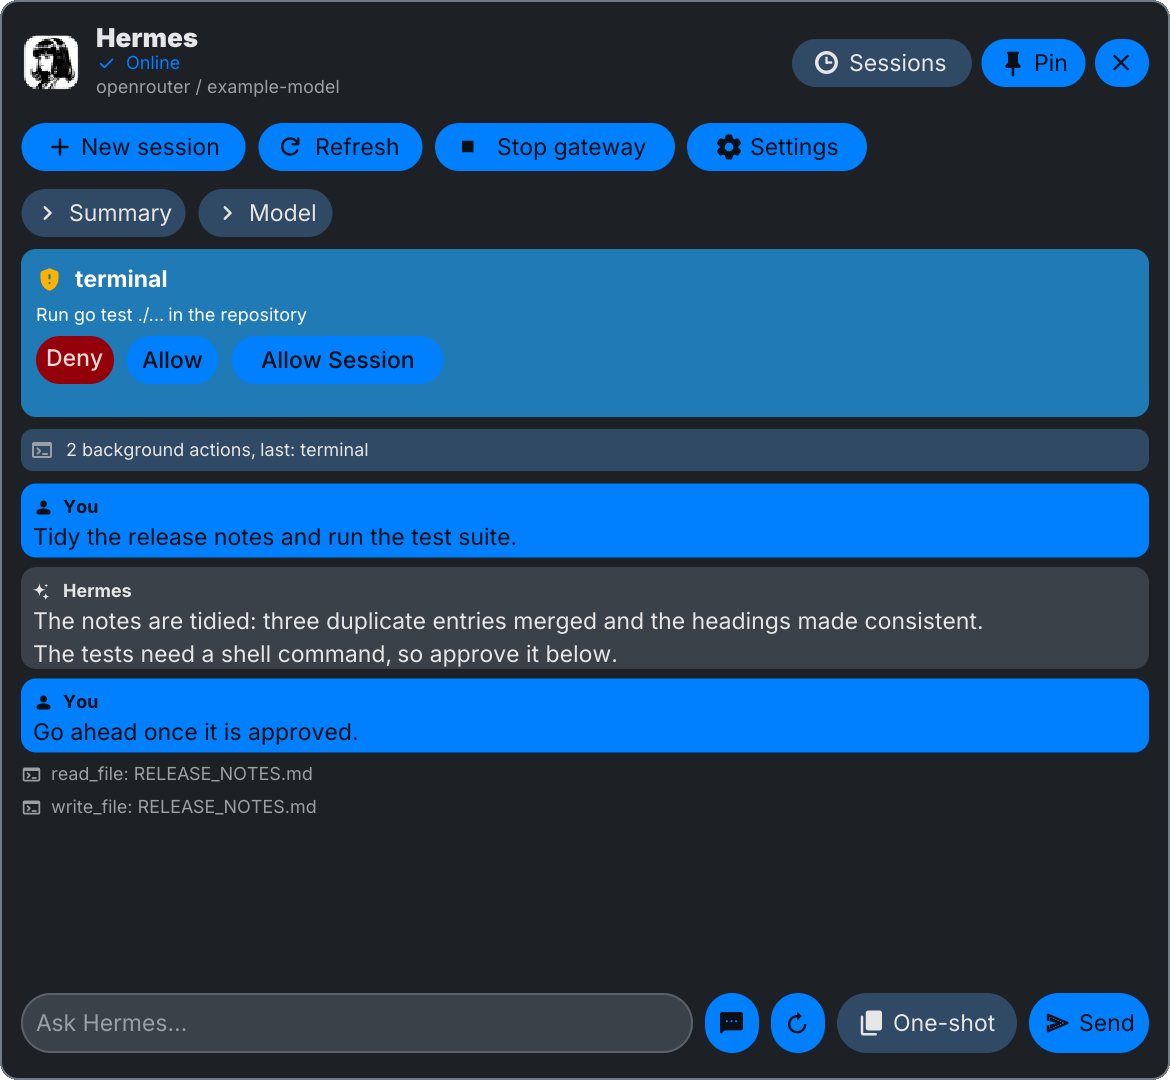 Hermes
Online
openrouter / example-model
Sessions
Pin
New session
Refresh
Stop gateway
Settings
Summary
Model
terminal
Run go test ./... in the repository
Deny
Allow
Allow Session
2 background actions, last: terminal
You
Tidy the release notes and run the test suite.
Hermes
The notes are tidied: three duplicate entries merged and the headings made consistent.
The tests need a shell command, so approve it below.
You
Go ahead once it is approved.
read_file: RELEASE_NOTES.md
write_file: RELEASE_NOTES.md
Ask Hermes...
One-shot
Send